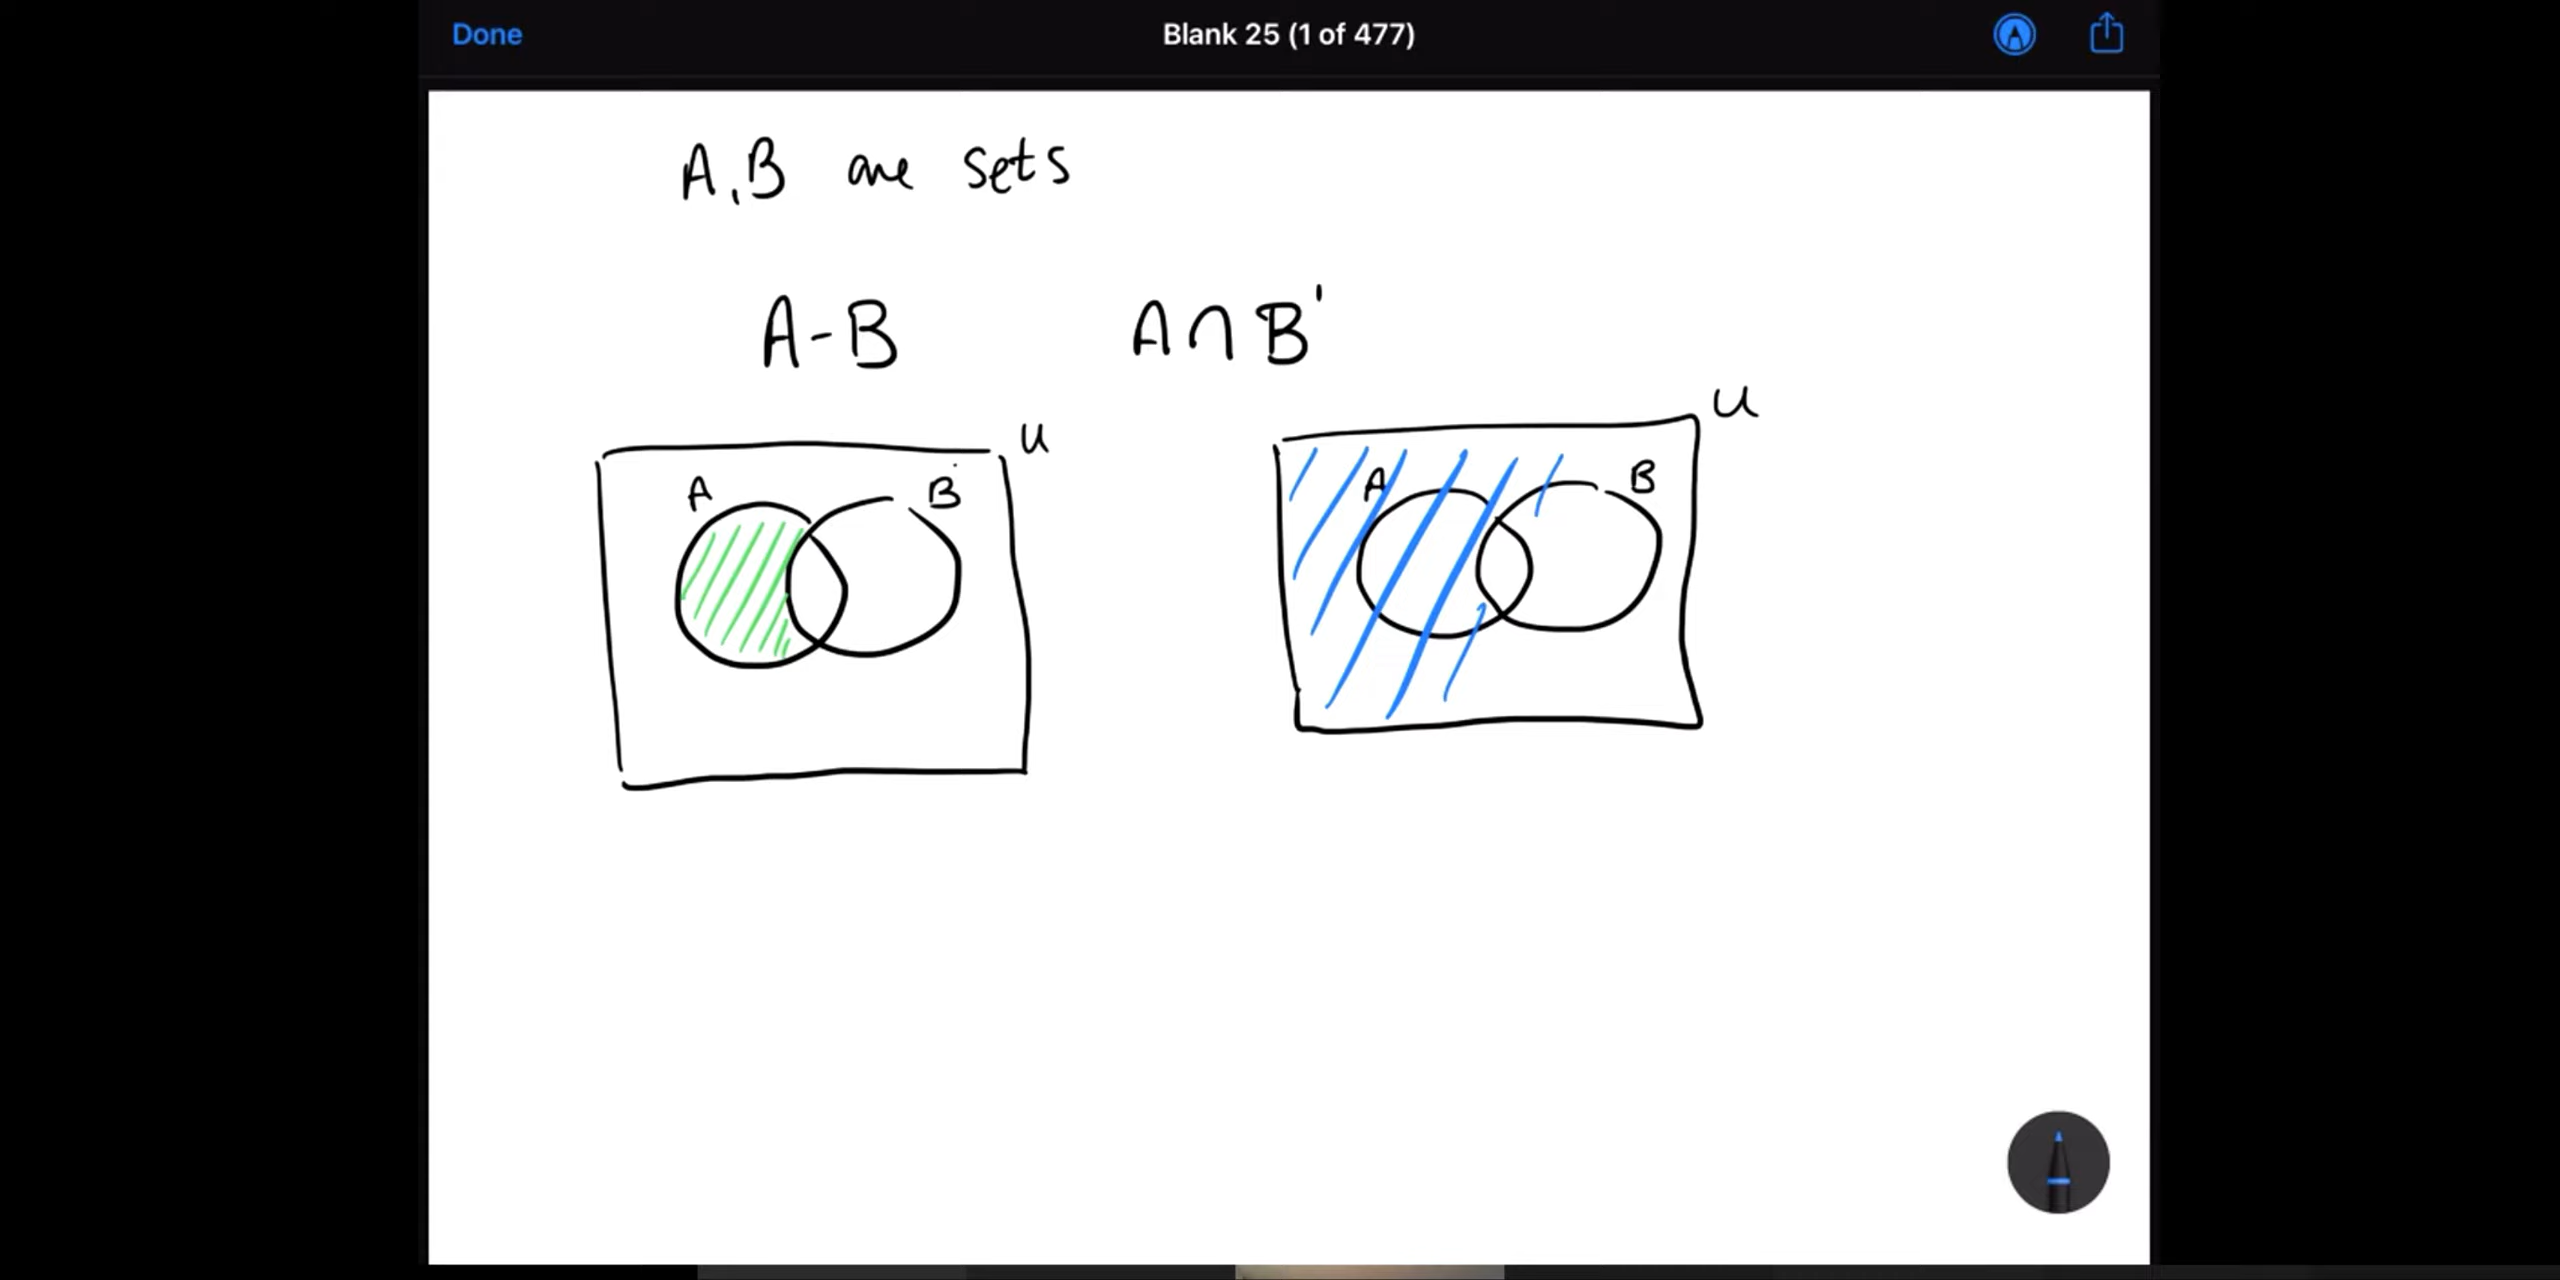 Done
Blank 25 (1 of 477)
A,B are sets
A-B
A∩B'
U
A
B
U
A
B